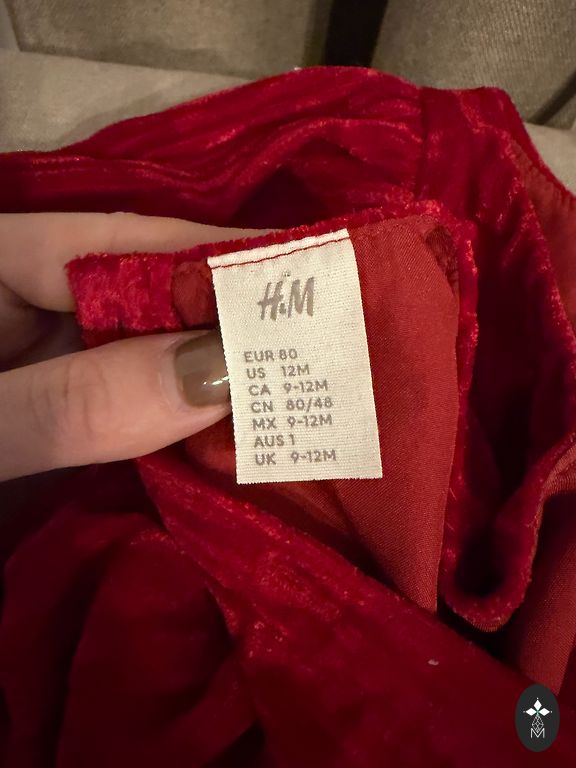 H&M
EUR 80
US 12M
CA 9-12M
CN 80/48
MX 9-12M
AUS 1
UK 9-12M
M